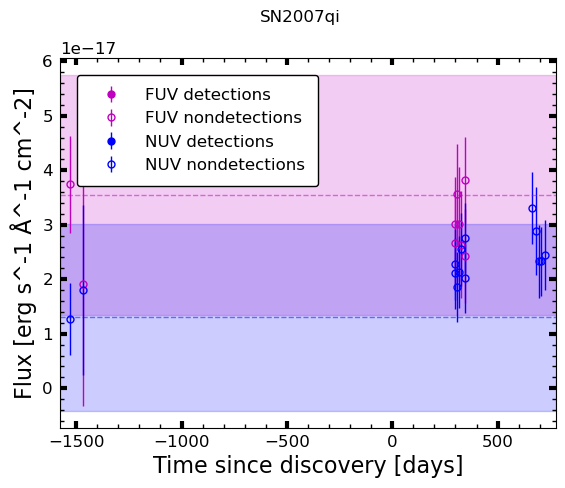 SN2007qi
1e−17
6
5
4
3
2
1
0
Flux [erg s^-1 Å^-1 cm^-2]
FUV detections
FUV nondetections
NUV detections
NUV nondetections
−1500 −1000 −500 0 500
Time since discovery [days]